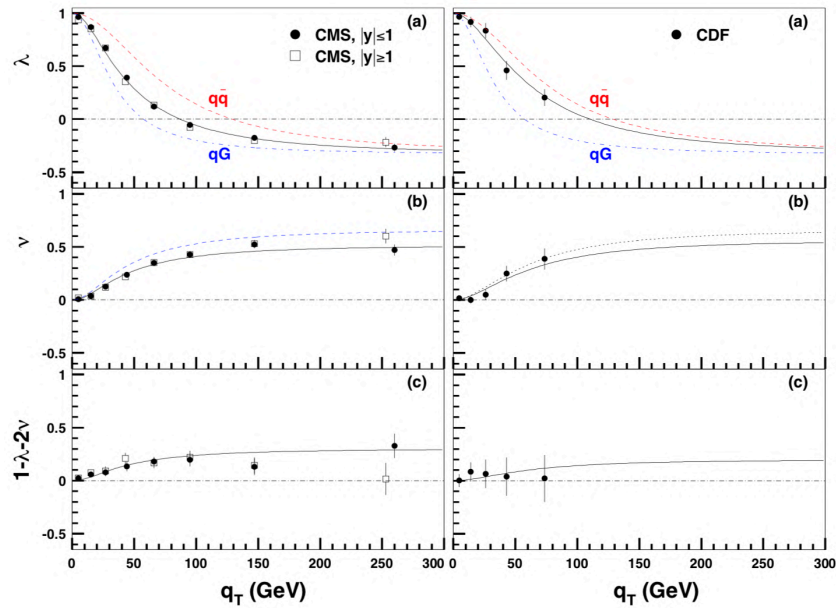 1
(a)
CMS, |y|≤1
CMS, |y|≥1
0.5
λ
qq̄
0
qG
-0.5
(a)
CDF
qq̄
qG
(b)
0.5
ν
0
-0.5
(b)
1
(c)
0.5
1-λ-2ν
0
-0.5
0 50 100 150 200 250 300
q_T (GeV)
(c)
0 50 100 150 200 250 300
q_T (GeV)